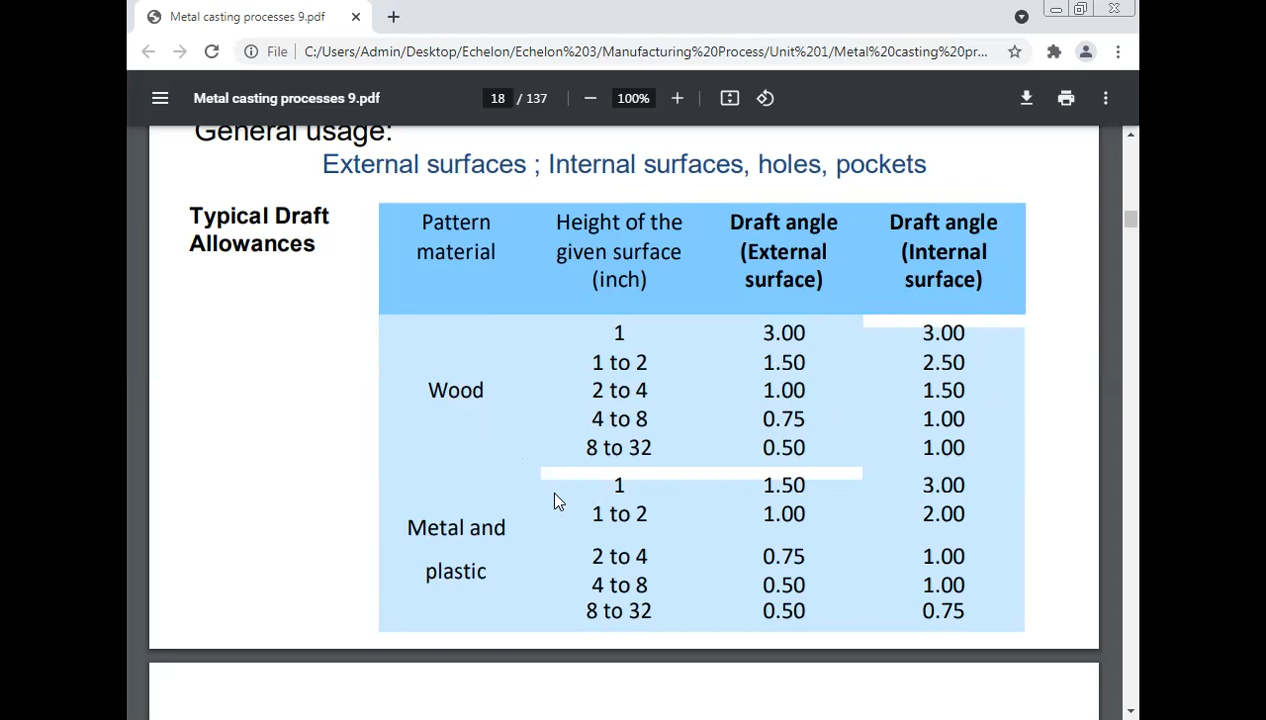 Metal casting processes 9.pdf
File
C:/Users/Admin/Desktop/Echelon/Echelon%203/Manufacturing%20Process/Unit%201/Metal%20casting%20pr...
Metal casting processes 9.pdf
18 / 137
100%
General usage:
External surfaces ; Internal surfaces, holes, pockets
Typical Draft
Allowances
Pattern material Height of the given surface (inch) Draft angle (External surface) Draft angle (Internal surface)
Wood
1 3.00 3.00
1 to 2 1.50 2.50
2 to 4 1.00 1.50
4 to 8 0.75 1.00
8 to 32 0.50 1.00
Metal and
plastic
1 1.50 3.00
1 to 2 1.00 2.00
2 to 4 0.75 1.00
4 to 8 0.50 1.00
8 to 32 0.50 0.75